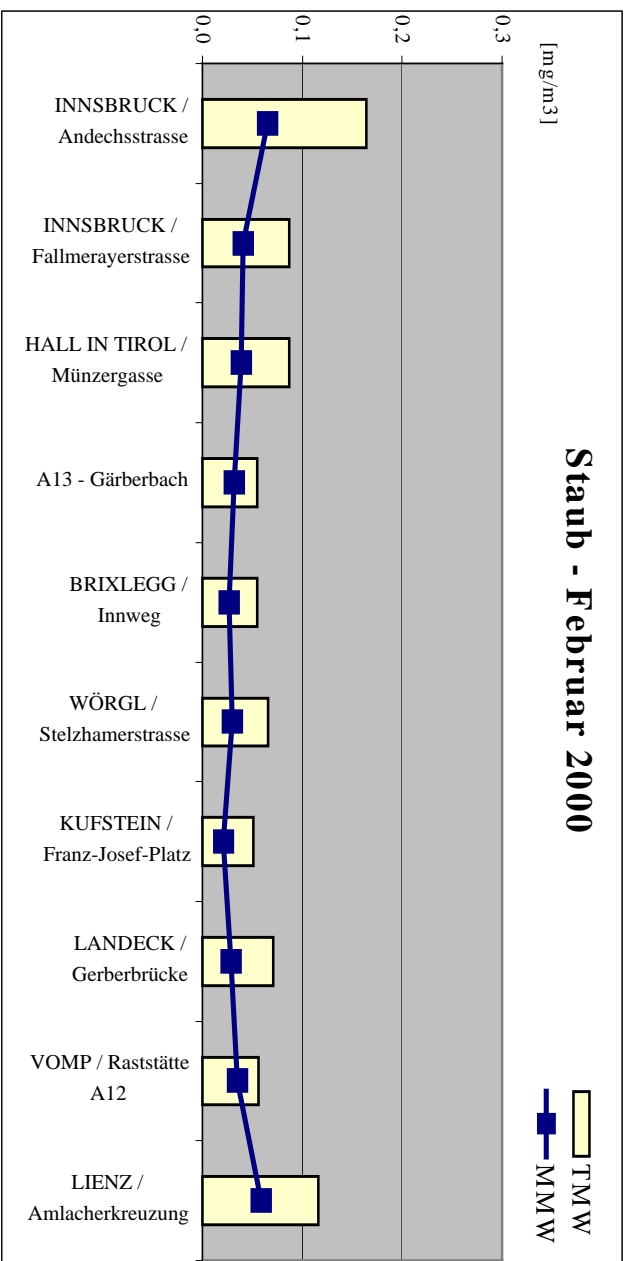 Staub - Februar 2000
[mg/m3]
TMW
MMW
0,3
0,2
0,1
0,0
INNSBRUCK /
Andechsstrasse
INNSBRUCK /
Fallmerayerstrasse
HALL IN TIROL /
Münzergasse
A13 - Gärberbach
BRIXLEGG /
Innweg
WÖRGL /
Stelzhamerstrasse
KUFSTEIN /
Franz-Josef-Platz
LANDECK /
Gerberbrücke
VOMP / Raststätte
A12
LIENZ /
Amlacherkreuzung